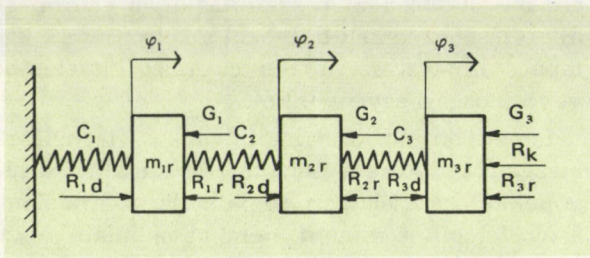 φ₁ φ₂ φ₃
G₁ G₂ G₃
C₁ C₂ C₃
m₁r m₂r m₃r Rk
R₁d R₁r R₂d R₂r R₃d R₃r